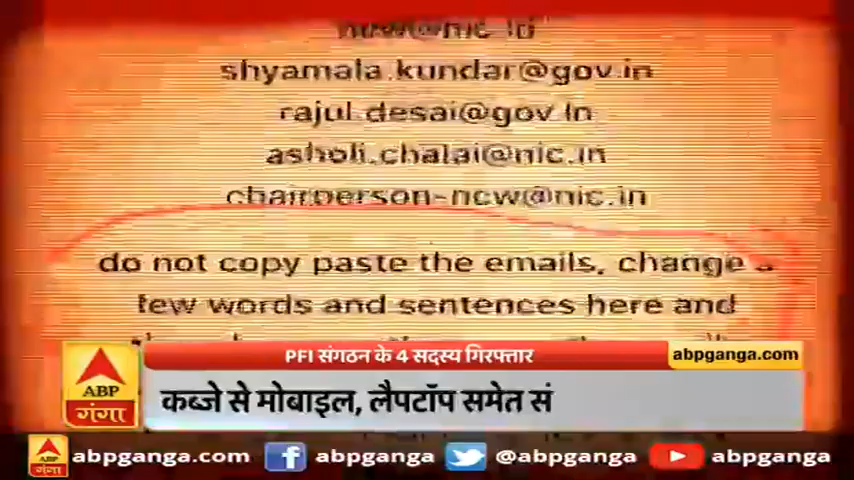 shyamala.kundar@gov.in
rajul.desai@gov.in
asholi.chalai@nic.in
chairperson-ncw@nic.in
do not copy paste the emails, change a
few words and sentences here and
PFI संगठन के 4 सदस्य गिरफ्तार
abpganga.com
ABP
गंगा
कब्जे से मोबाइल, लैपटॉप समेत सं
ABP
गंगा
abpganga.com
abpganga
@abpganga
abpganga